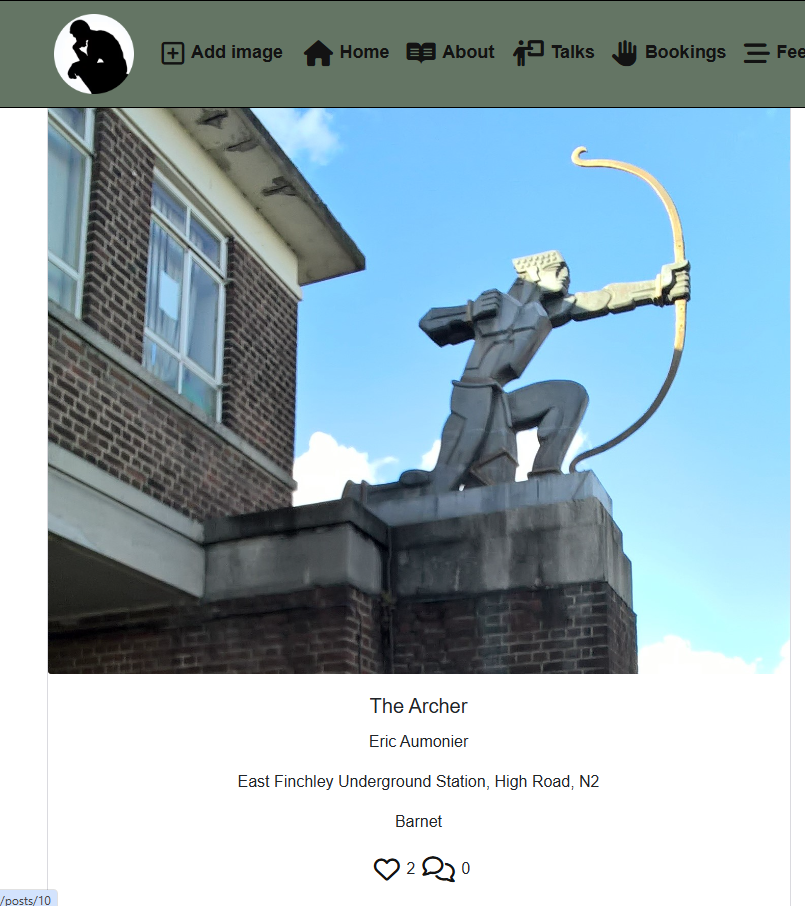 Add image Home About Talks Bookings Fee
The Archer
Eric Aumonier
East Finchley Underground Station, High Road, N2
Barnet
2 0
/posts/10